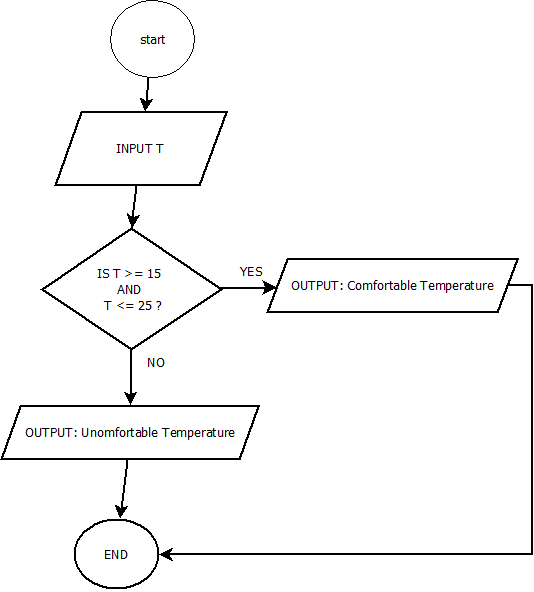 start
INPUT T
IS T >= 15
AND
T <= 25 ?
YES
OUTPUT: Comfortable Temperature
NO
OUTPUT: Unomfortable Temperature
END